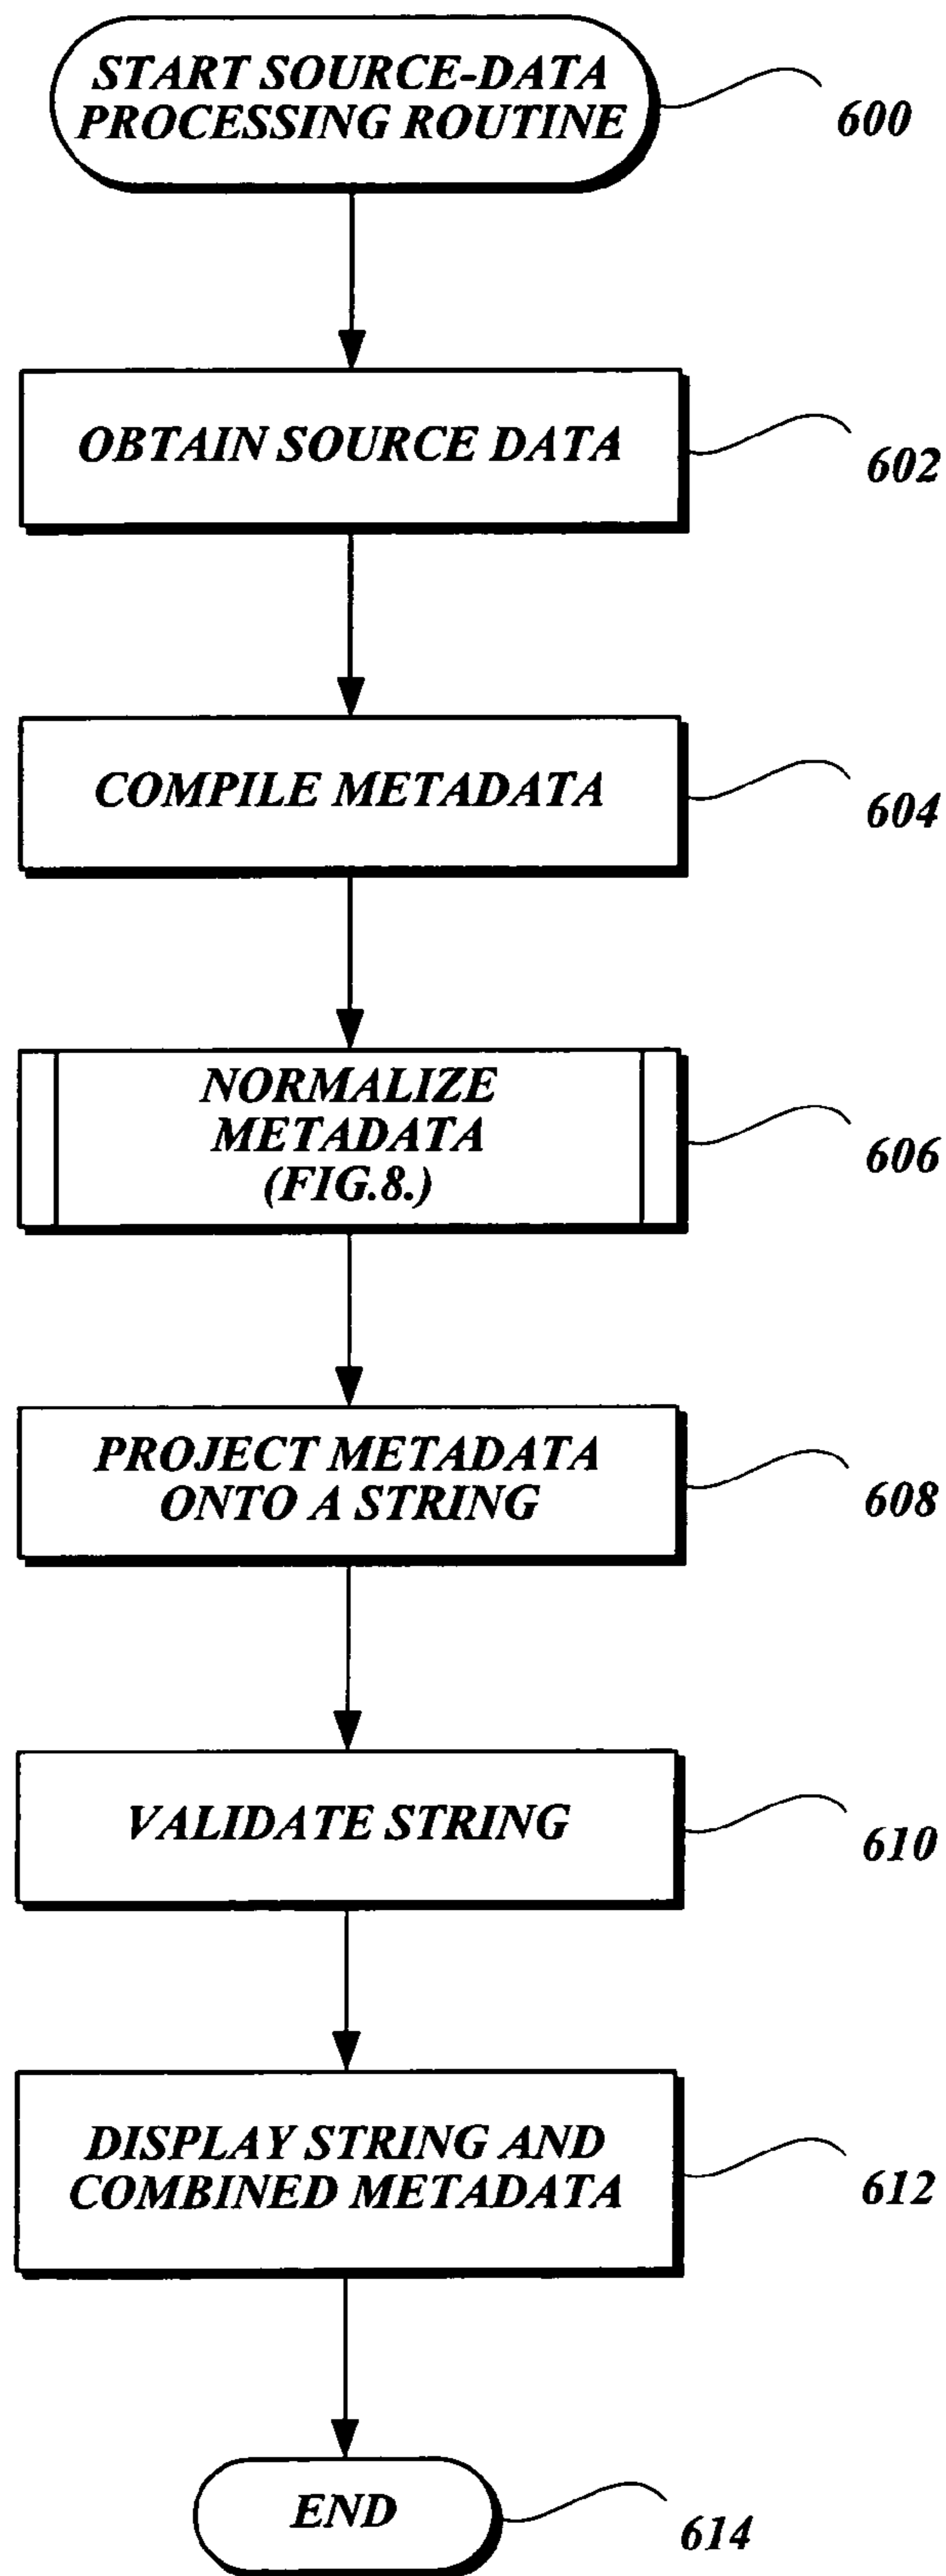 START SOURCE-DATA
PROCESSING ROUTINE
600
OBTAIN SOURCE DATA
602
COMPILE METADATA
604
NORMALIZE
METADATA
(FIG.8.)
606
PROJECT METADATA
ONTO A STRING
608
VALIDATE STRING
610
DISPLAY STRING AND
COMBINED METADATA
612
END
614